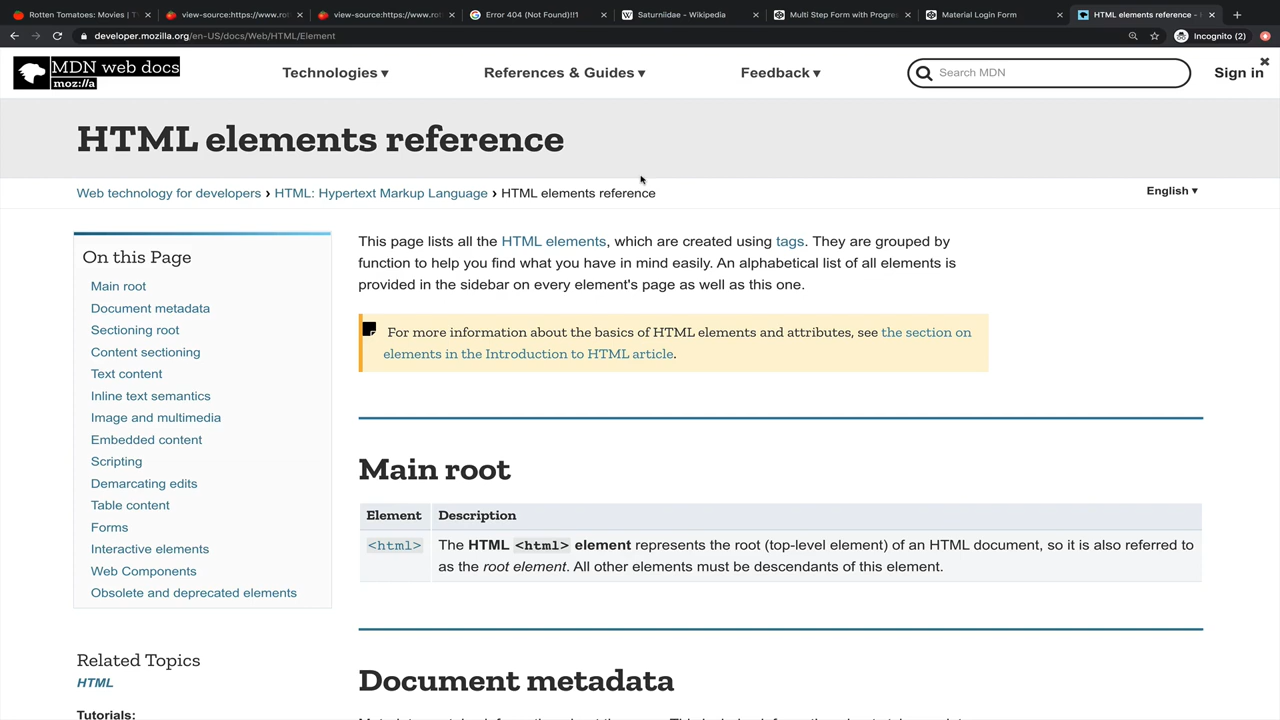 Rotten Tomatoes: Movies | T
view-source:https://www.rott
view-source:https://www.rott
Error 404 (Not Found)!!1
Saturniidae - Wikipedia
Multi Step Form with Progres
Material Login Form
HTML elements reference -
developer.mozilla.org/en-US/docs/Web/HTML/Element
Incognito (2)
MDN web docs
moz://a
Technologies ▾
References & Guides ▾
Feedback ▾
Search MDN
Sign in
HTML elements reference
Web technology for developers › HTML: Hypertext Markup Language › HTML elements reference
English ▾
On this Page
Main root
Document metadata
Sectioning root
Content sectioning
Text content
Inline text semantics
Image and multimedia
Embedded content
Scripting
Demarcating edits
Table content
Forms
Interactive elements
Web Components
Obsolete and deprecated elements
Related Topics
HTML
Tutorials:
This page lists all the HTML elements, which are created using tags. They are grouped by
function to help you find what you have in mind easily. An alphabetical list of all elements is
provided in the sidebar on every element's page as well as this one.
For more information about the basics of HTML elements and attributes, see the section on
elements in the Introduction to HTML article.
Main root
Element Description
<html> The HTML <html> element represents the root (top-level element) of an HTML document, so it is also referred to
as the root element. All other elements must be descendants of this element.
Document metadata